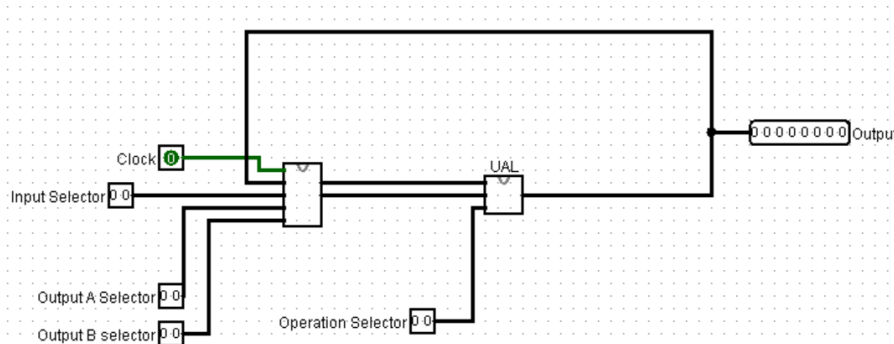 Clock 0
UAL
0 0 0 0 0 0 0 0 Output
Input Selector 0 0
Output A Selector 0 0
Operation Selector 0 0
Output B selector 0 0